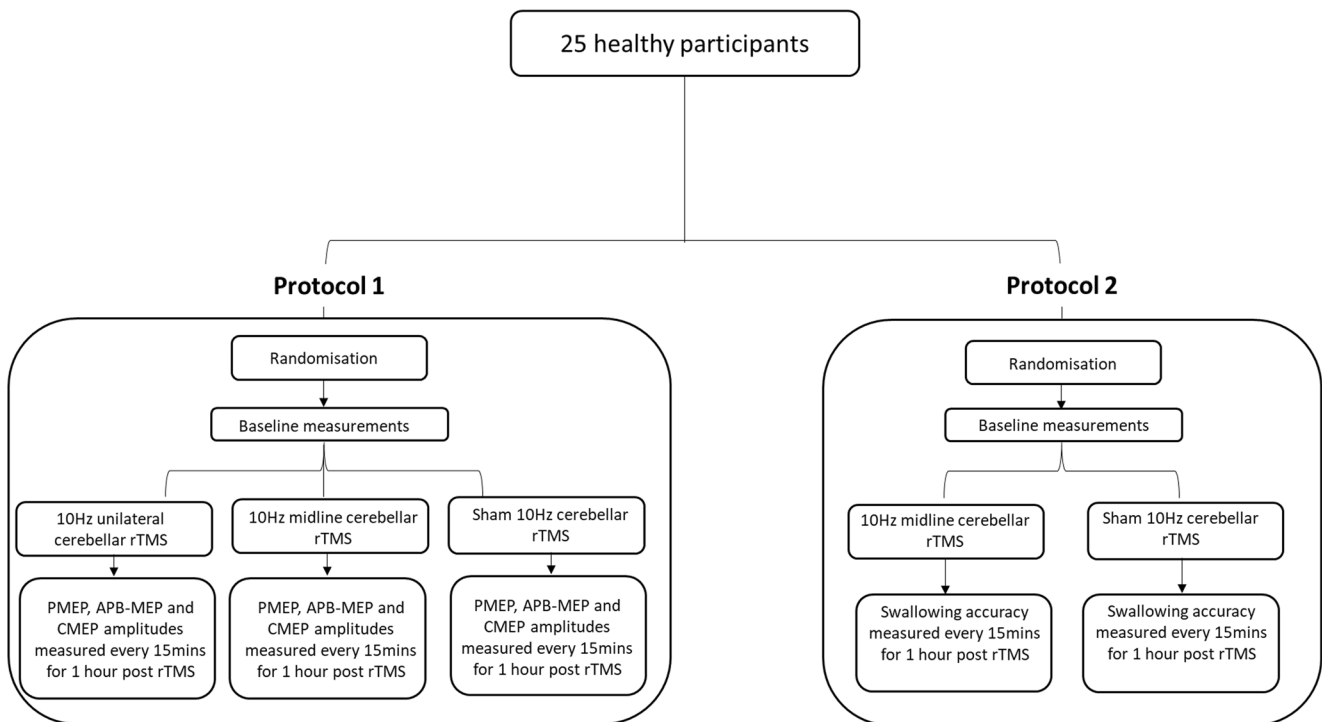 25 healthy participants
Protocol 1
Randomisation
Baseline measurements
10Hz unilateral
cerebellar rTMS
10Hz midline cerebellar
rTMS
Sham 10Hz cerebellar
rTMS
PMEP, APB-MEP and
CMEP amplitudes
measured every 15mins
for 1 hour post rTMS
PMEP, APB-MEP and
CMEP amplitudes
measured every 15mins
for 1 hour post rTMS
PMEP, APB-MEP and
CMEP amplitudes
measured every 15mins
for 1 hour post rTMS
Protocol 2
Randomisation
Baseline measurements
10Hz midline cerebellar
rTMS
Sham 10Hz cerebellar
rTMS
Swallowing accuracy
measured every 15mins
for 1 hour post rTMS
Swallowing accuracy
measured every 15mins
for 1 hour post rTMS